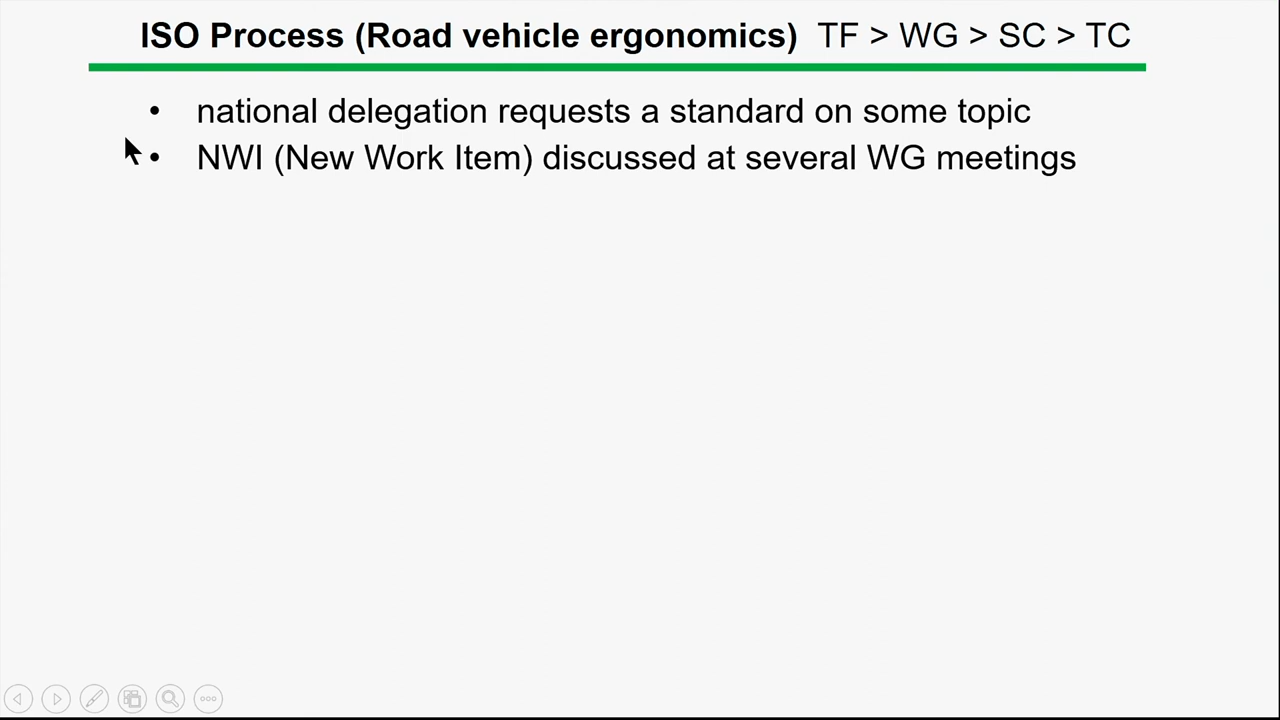 ISO Process (Road vehicle ergonomics) TF > WG > SC > TC
• national delegation requests a standard on some topic
• NWI (New Work Item) discussed at several WG meetings